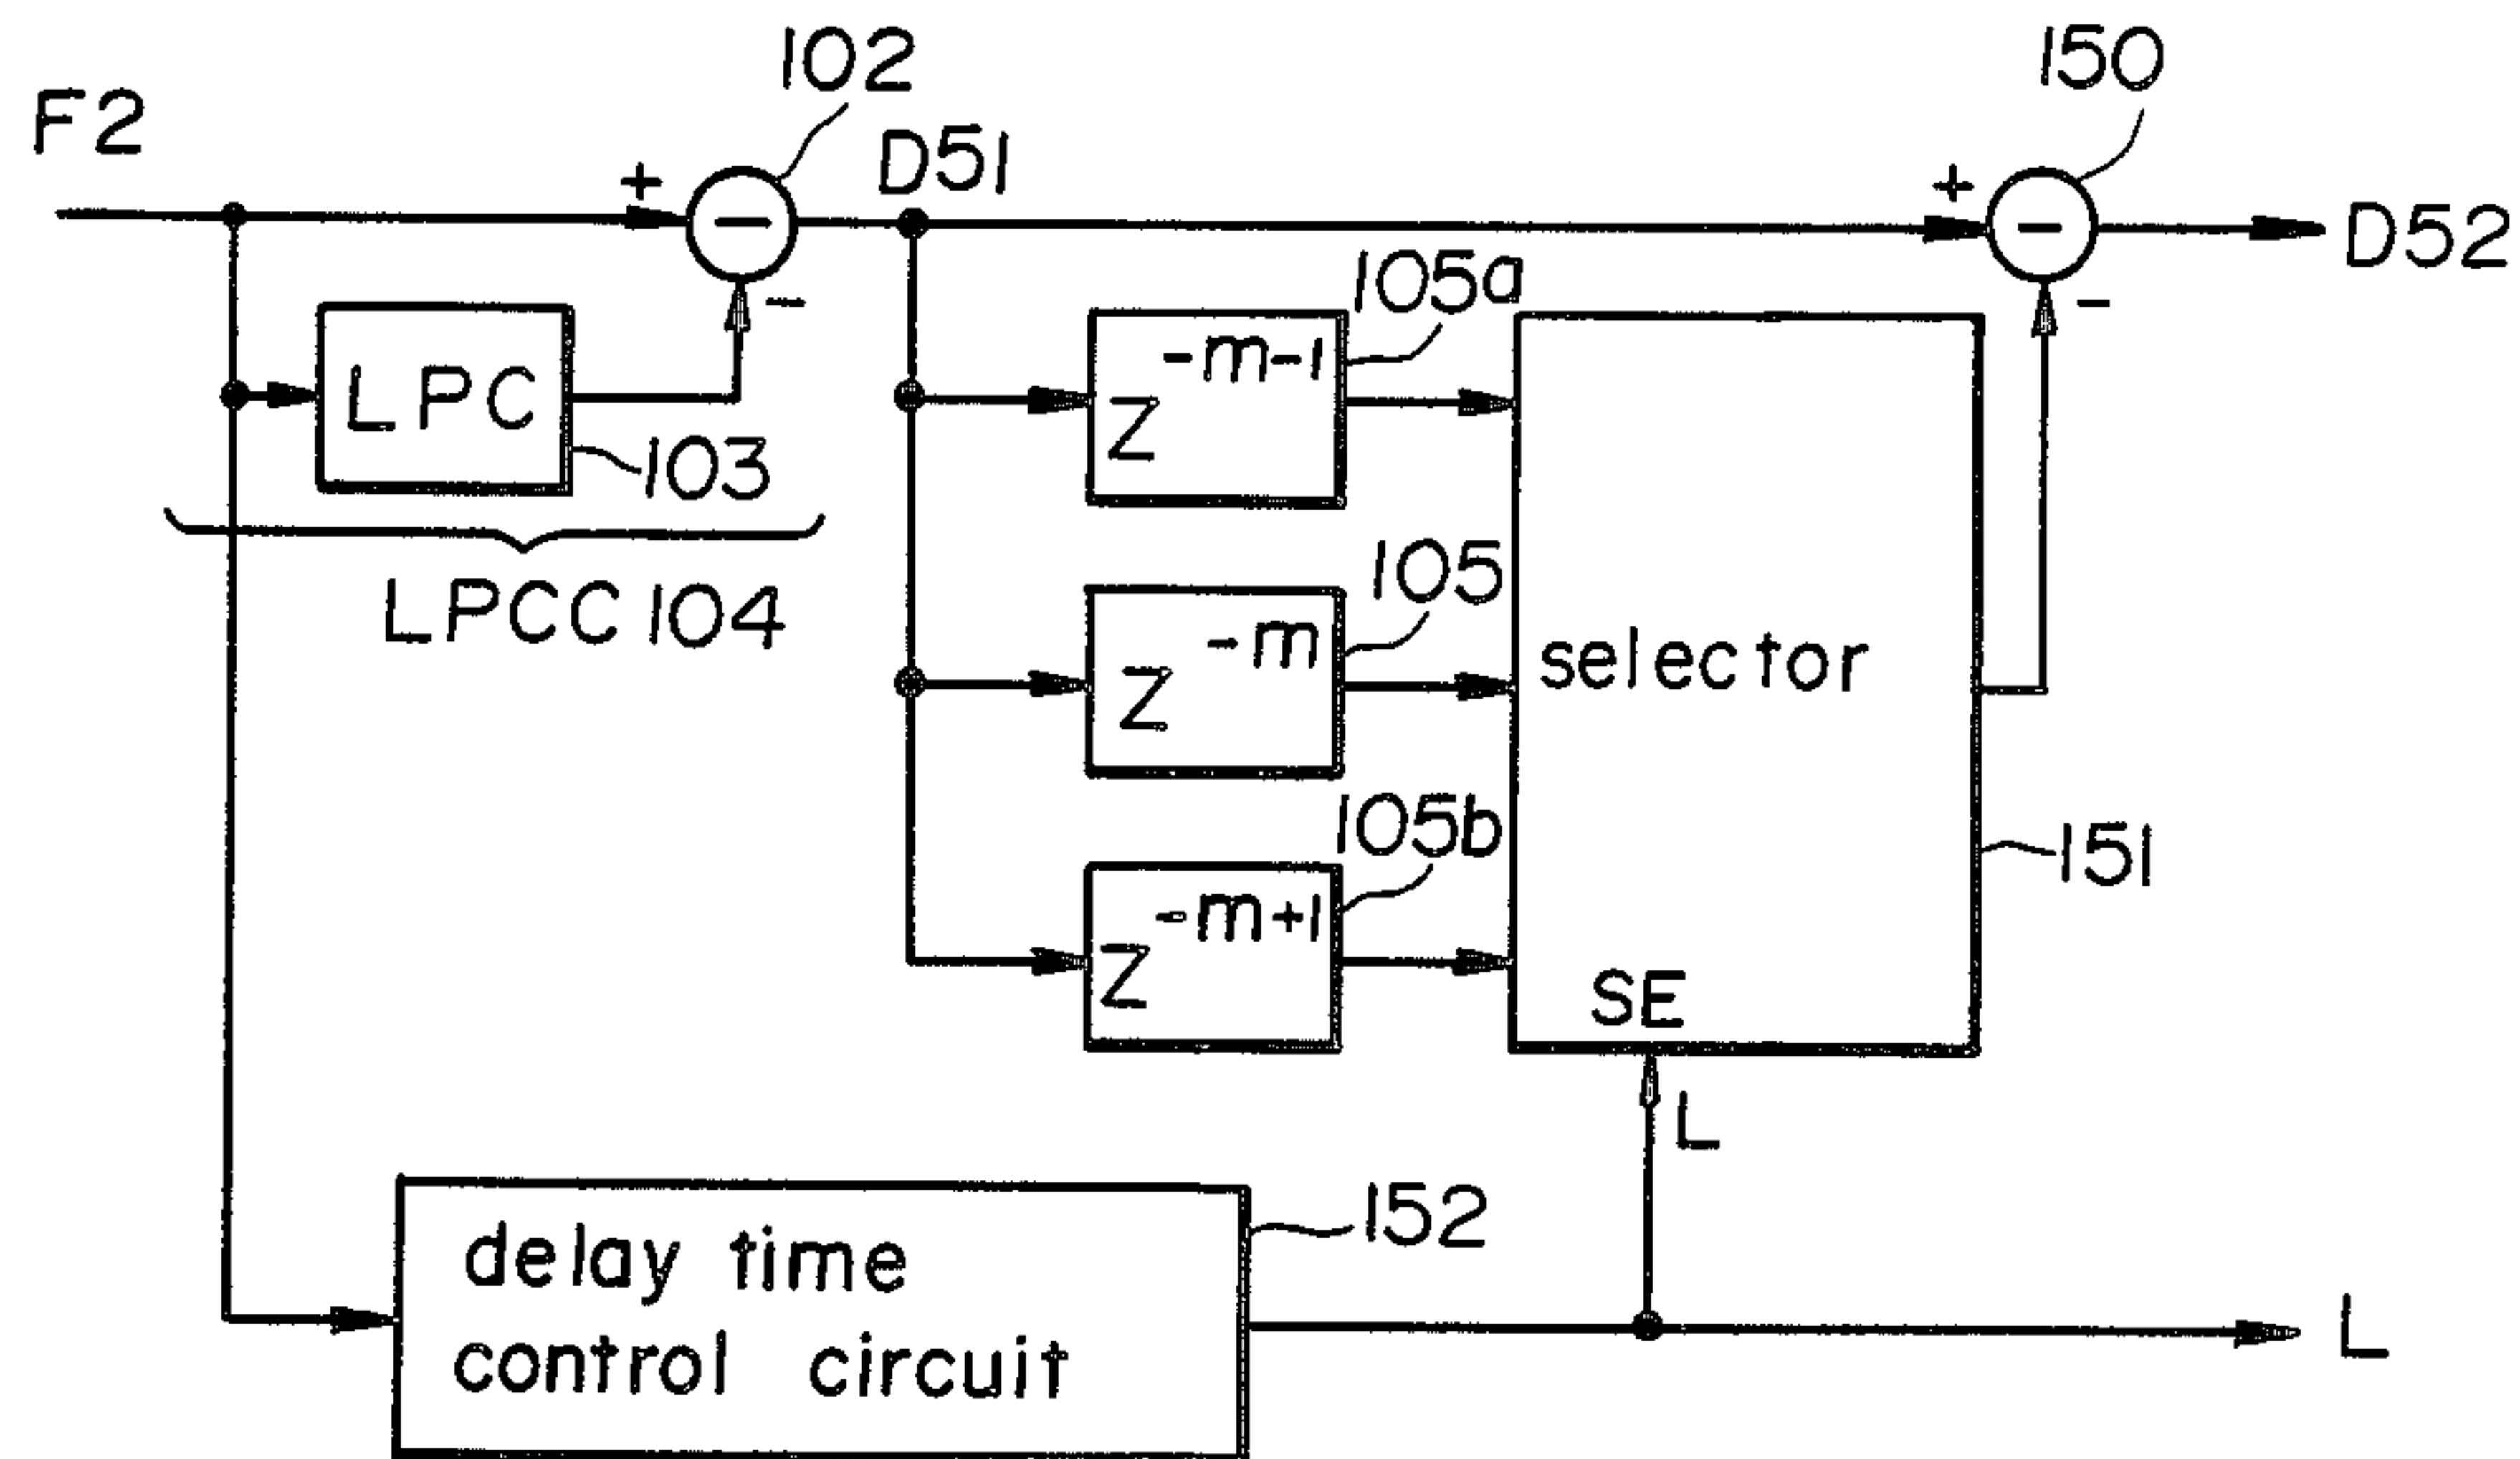 102
150
F2
+
D51
+
−
−
D52
105a
−
−
Z^-m-1
LPC
103
105
LPCC 104
Z^-m
selector
105b
151
Z^-m+1
SE
L
152
delay time
control circuit
L